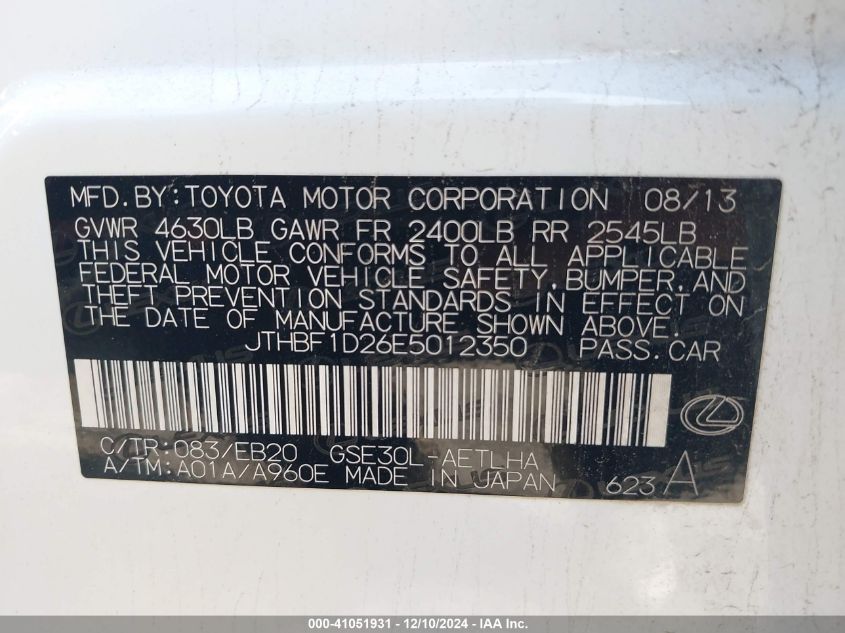 MFD.BY:TOYOTA MOTOR CORPORATION 08/13
GVWR 4630LB GAWR FR 2400LB RR 2545LB
THIS VEHICLE CONFORMS TO ALL APPLICABLE
FEDERAL MOTOR VEHICLE SAFETY,BUMPER,AND
THEFT PREVENTION STANDARDS IN EFFECT ON
THE DATE OF MANUFACTURE SHOWN ABOVE.
JTHBF1D26E5012350 PASS.CAR
C/TR:083/EB20 GSE30L-AETLHA
A/TM:A01A/A960E MADE IN JAPAN 623 A
000-41051931 - 12/10/2024 - IAA Inc.